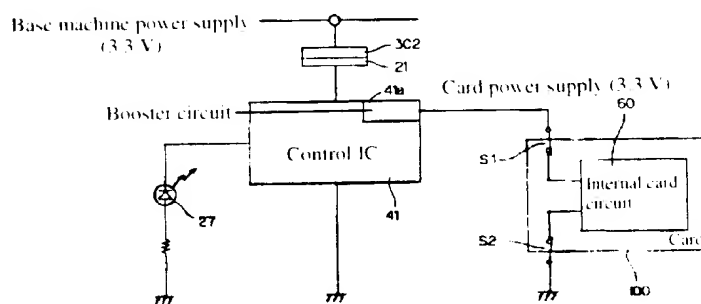 Base machine power supply
(3.3 V)
3C2
21
Card power supply (3.3 V)
Booster circuit
41a
60
S1
Control IC
Internal card
circuit
27
41
S2
Card
100